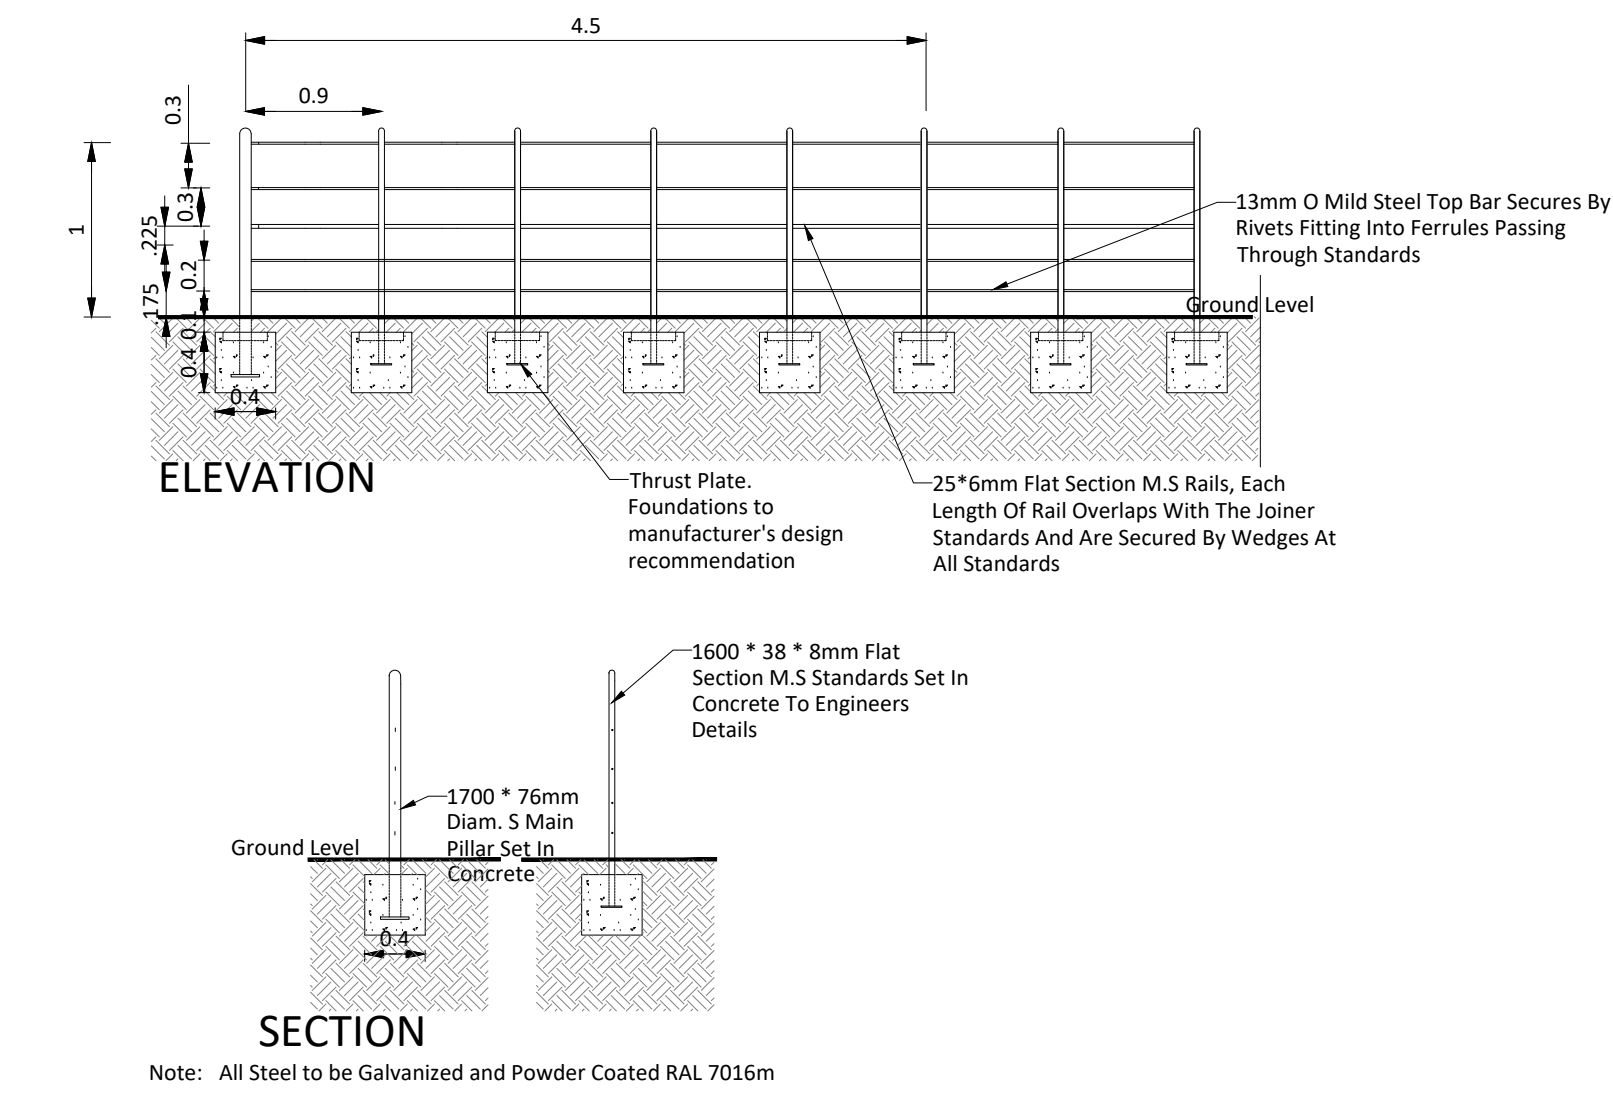 4.5
0.9
0.3
1
0.3
.225
0.2
.175
0.1
0.4
0.4
13mm O Mild Steel Top Bar Secures By
Rivets Fitting Into Ferrules Passing
Through Standards
Ground Level
ELEVATION
Thrust Plate.
Foundations to
manufacturer's design
recommendation
25*6mm Flat Section M.S Rails, Each
Length Of Rail Overlaps With The Joiner
Standards And Are Secured By Wedges At
All Standards
1600 * 38 * 8mm Flat
Section M.S Standards Set In
Concrete To Engineers
Details
1700 * 76mm
Diam. S Main
Pillar Set In
Concrete
Ground Level
0.4
SECTION
Note: All Steel to be Galvanized and Powder Coated RAL 7016m